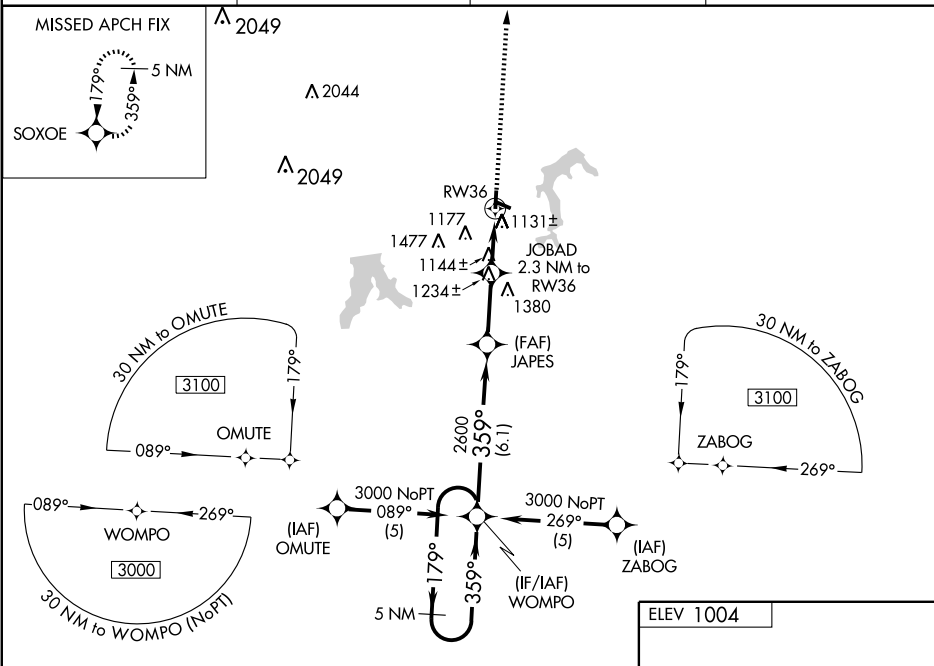 MISSED APCH FIX
5 NM
179°
359°
SOXOE
2049
2044
2049
RW36
1177
1131±
1477
1144±
JOBAD
2.3 NM to
RW36
1234±
1380
(FAF)
JAPES
30 NM to OMUTE
3100
179°
OMUTE
089°
30 NM to ZABOG
179°
3100
ZABOG
269°
2600
359°
(6.1)
089°
269°
WOMPO
3000
30 NM to WOMPO (NoPT)
(IAF)
OMUTE
3000 NoPT
089°
(5)
3000 NoPT
269°
(5)
(IAF)
ZABOG
179°
359°
5 NM
(IF/IAF)
WOMPO
ELEV 1004